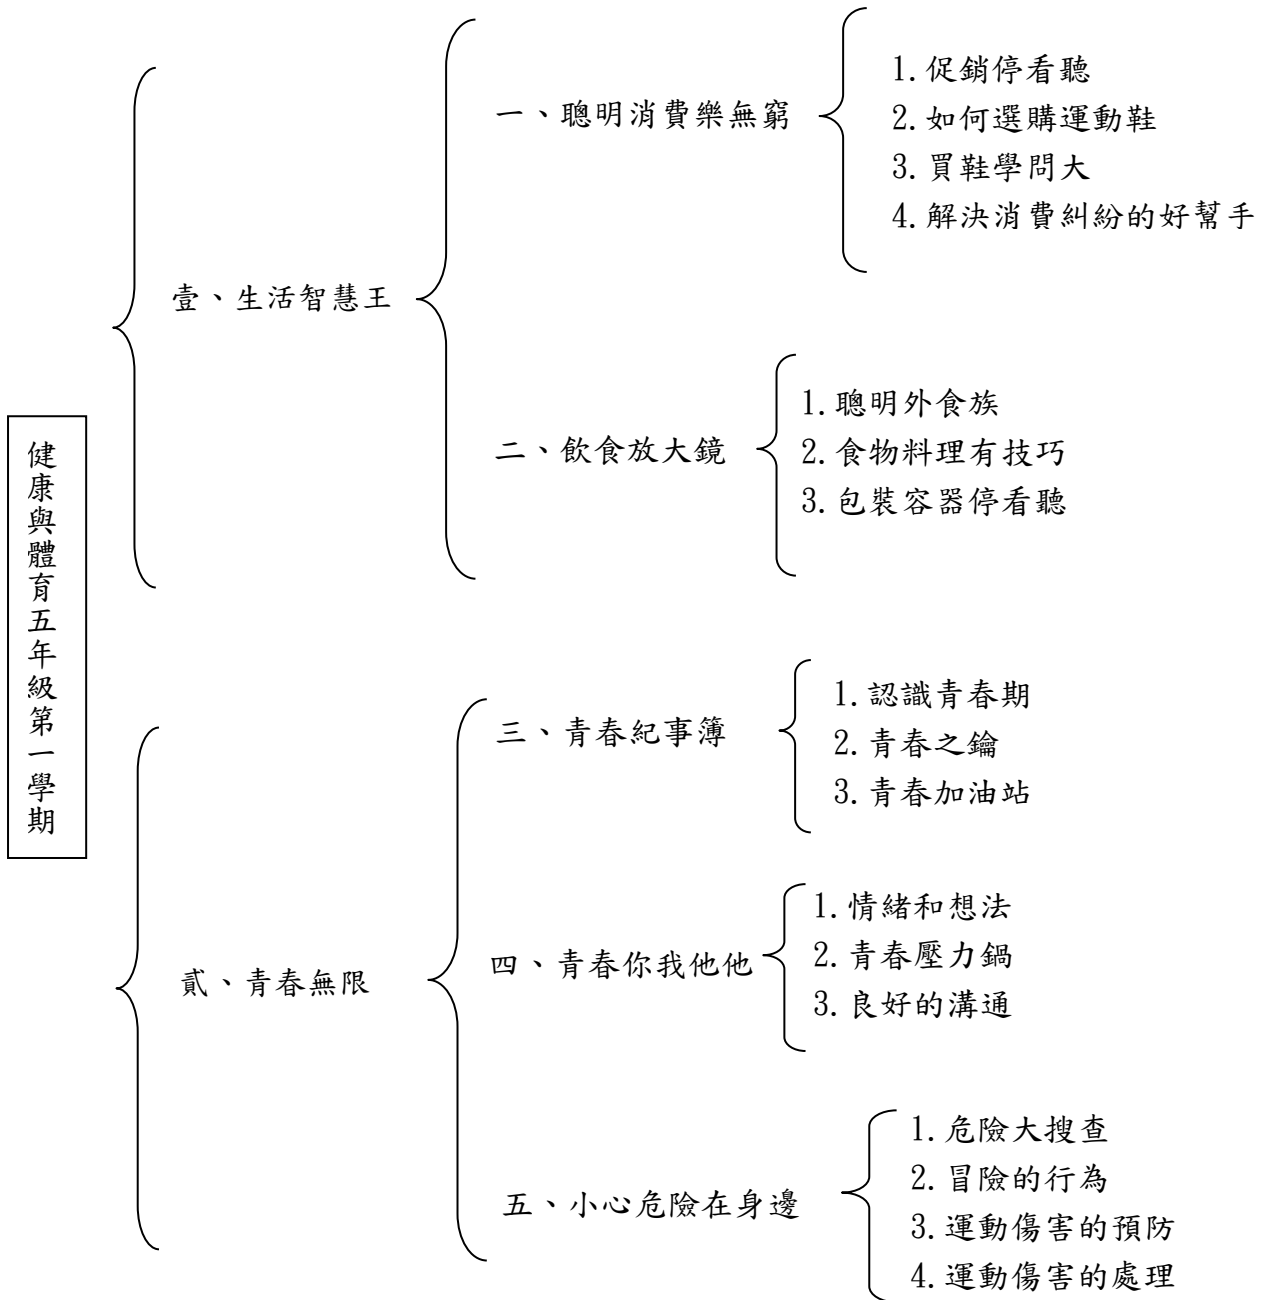 健康與體育五年級第一學期
壹、生活智慧王
一、聰明消費樂無窮
1.促銷停看聽
2.如何選購運動鞋
3.買鞋學問大
4.解決消費糾紛的好幫手
二、飲食放大鏡
1.聰明外食族
2.食物料理有技巧
3.包裝容器停看聽
貳、青春無限
三、青春紀事簿
1.認識青春期
2.青春之鑰
3.青春加油站
四、青春你我他他
1.情緒和想法
2.青春壓力鍋
3.良好的溝通
五、小心危險在身邊
1.危險大搜查
2.冒險的行為
3.運動傷害的預防
4.運動傷害的處理